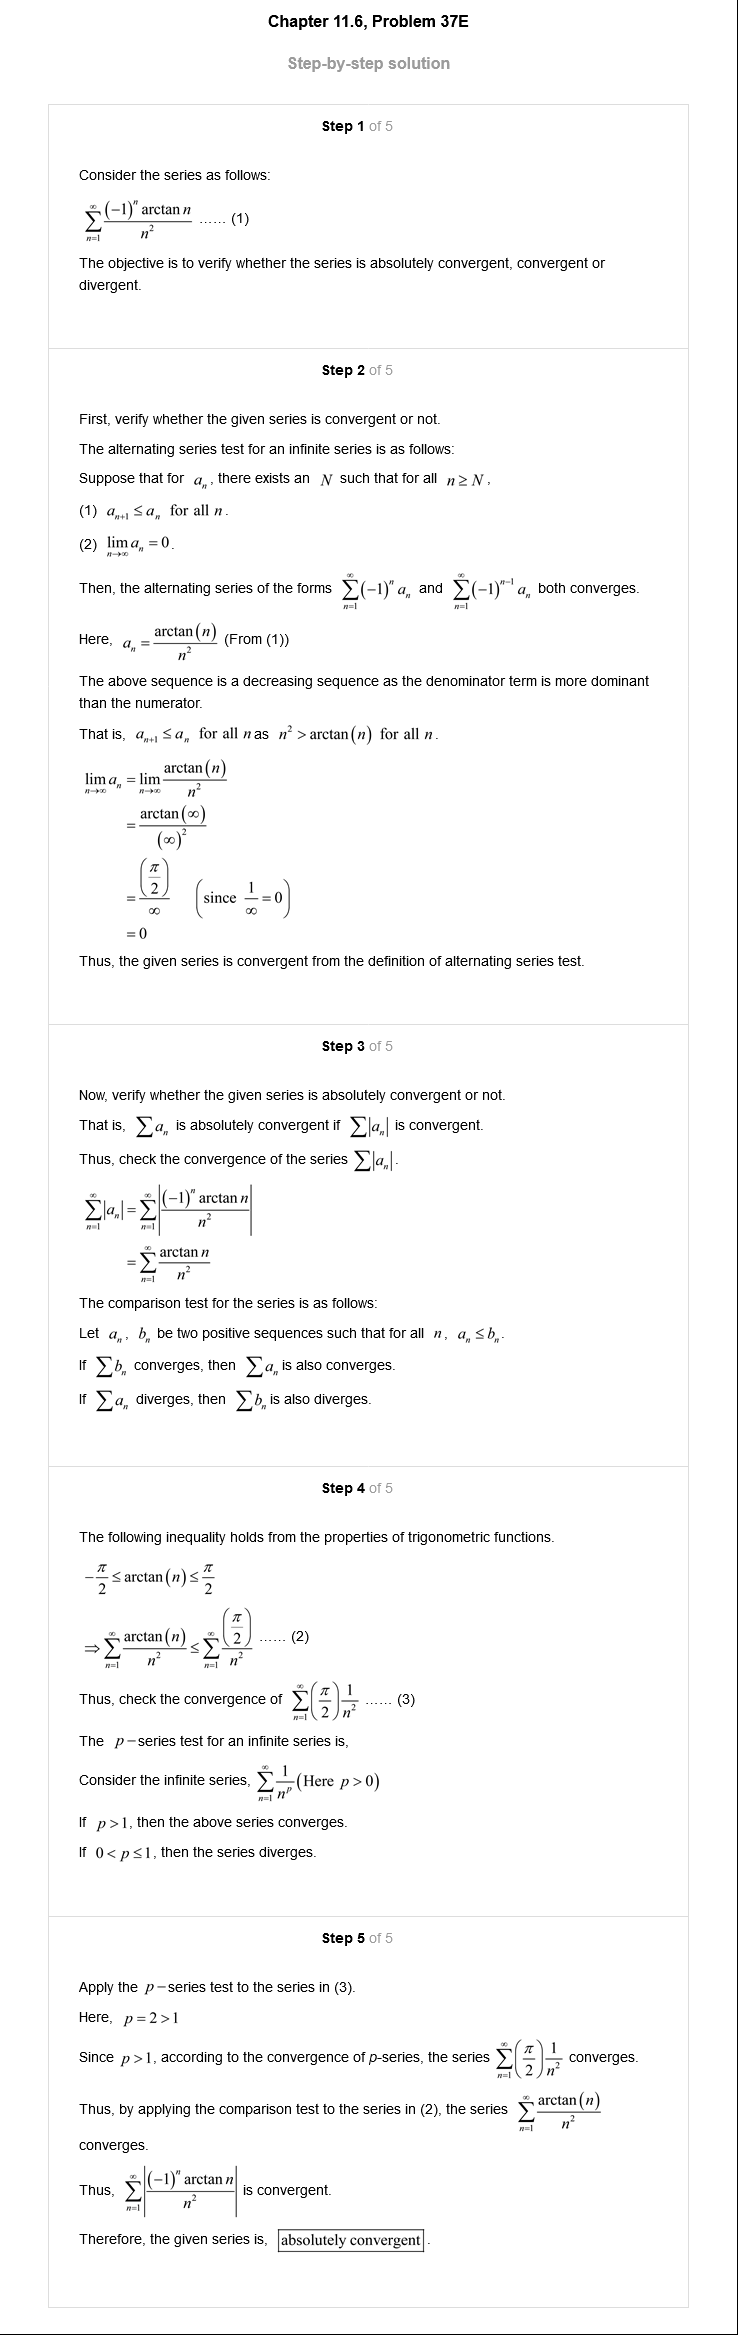 Chapter 11.6, Problem 37E
Step-by-step solution
Step 1 of 5
Consider the series as follows:
$\sum_{n=1}^{\infty} \frac{(-1)^n \arctan n}{n^2}$ ...... (1)
The objective is to verify whether the series is absolutely convergent, convergent or
divergent.
Step 2 of 5
First, verify whether the given series is convergent or not.
The alternating series test for an infinite series is as follows:
Suppose that for $a_n$, there exists an $N$ such that for all $n \geq N$,
(1) $a_{n+1} \leq a_n$ for all $n$.
(2) $\lim_{n \to \infty} a_n = 0$.
Then, the alternating series of the forms $\sum_{n=1}^{\infty} (-1)^n a_n$ and $\sum_{n=1}^{\infty} (-1)^{n-1} a_n$ both converges.
Here, $a_n = \frac{\arctan(n)}{n^2}$ (From (1))
The above sequence is a decreasing sequence as the denominator term is more dominant
than the numerator.
That is, $a_{n+1} \leq a_n$ for all $n$ as $n^2 > \arctan(n)$ for all $n$.
$\lim_{n \to \infty} a_n = \lim_{n \to \infty} \frac{\arctan(n)}{n^2}$
$= \frac{\arctan(\infty)}{(\infty)^2}$
$= \frac{\left(\frac{\pi}{2}\right)}{\infty} \quad \left(\text{since } \frac{1}{\infty} = 0\right)$
$= 0$
Thus, the given series is convergent from the definition of alternating series test.
Step 3 of 5
Now, verify whether the given series is absolutely convergent or not.
That is, $\sum a_n$ is absolutely convergent if $\sum |a_n|$ is convergent.
Thus, check the convergence of the series $\sum |a_n|$.
$\sum_{n=1}^{\infty} |a_n| = \sum_{n=1}^{\infty} \left| \frac{(-1)^n \arctan n}{n^2} \right|$
$= \sum_{n=1}^{\infty} \frac{\arctan n}{n^2}$
The comparison test for the series is as follows:
Let $a_n$, $b_n$ be two positive sequences such that for all $n$, $a_n \leq b_n$.
If $\sum b_n$ converges, then $\sum a_n$ is also converges.
If $\sum a_n$ diverges, then $\sum b_n$ is also diverges.
Step 4 of 5
The following inequality holds from the properties of trigonometric functions.
$-\frac{\pi}{2} \leq \arctan(n) \leq \frac{\pi}{2}$
$\Rightarrow \sum_{n=1}^{\infty} \frac{\arctan(n)}{n^2} \leq \sum_{n=1}^{\infty} \frac{\left(\frac{\pi}{2}\right)}{n^2}$ ...... (2)
Thus, check the convergence of $\sum_{n=1}^{\infty} \left(\frac{\pi}{2}\right) \frac{1}{n^2}$ ...... (3)
The $p-$series test for an infinite series is,
Consider the infinite series, $\sum_{n=1}^{\infty} \frac{1}{n^p} (\text{Here } p > 0)$
If $p > 1$, then the above series converges.
If $0 < p \leq 1$, then the series diverges.
Step 5 of 5
Apply the $p-$series test to the series in (3).
Here, $p = 2 > 1$
Since $p > 1$, according to the convergence of p-series, the series $\sum_{n=1}^{\infty} \left(\frac{\pi}{2}\right) \frac{1}{n^2}$ converges.
Thus, by applying the comparison test to the series in (2), the series $\sum_{n=1}^{\infty} \frac{\arctan(n)}{n^2}$
converges.
Thus, $\sum_{n=1}^{\infty} \left| \frac{(-1)^n \arctan n}{n^2} \right|$ is convergent.
Therefore, the given series is, absolutely convergent.